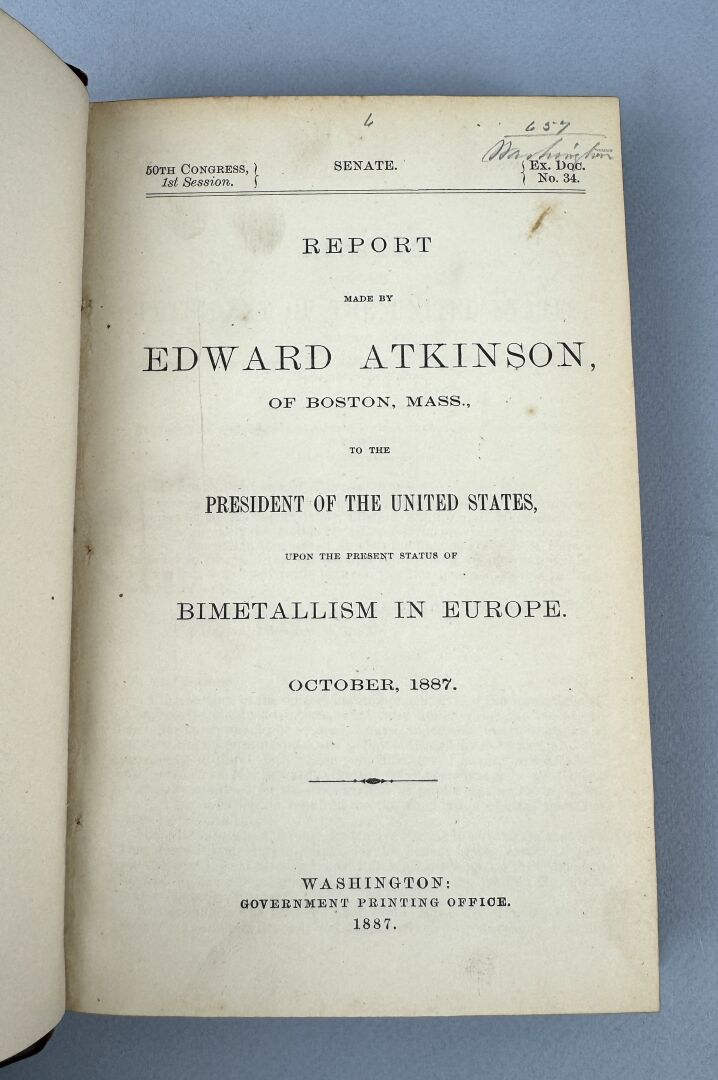 6
657
Washington
50TH CONGRESS, } SENATE. { Ex. Doc.
1st Session. } { No. 34.
REPORT
MADE BY
EDWARD ATKINSON,
OF BOSTON, MASS.,
TO THE
PRESIDENT OF THE UNITED STATES,
UPON THE PRESENT STATUS OF
BIMETALLISM IN EUROPE.
OCTOBER, 1887.
WASHINGTON:
GOVERNMENT PRINTING OFFICE.
1887.